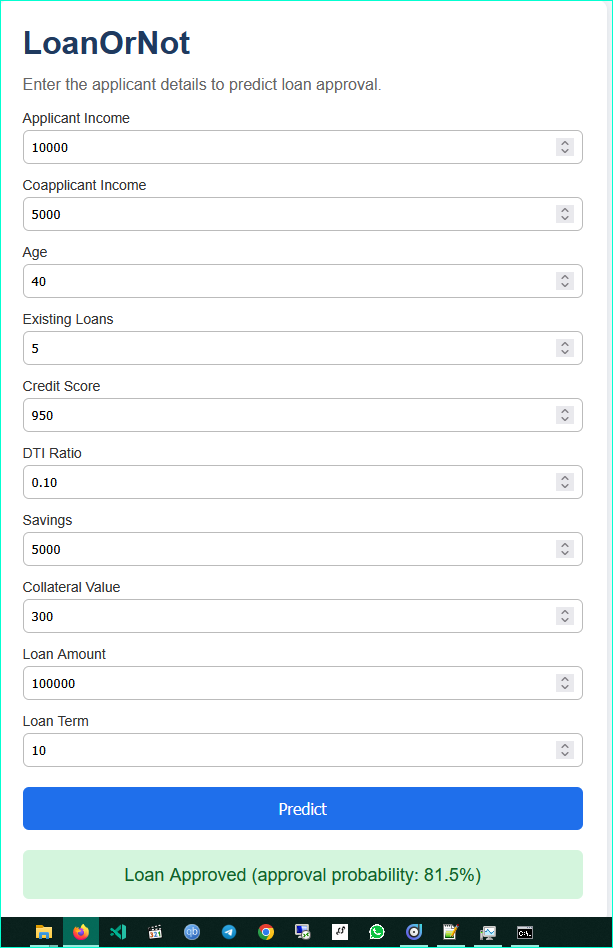 LoanOrNot
Enter the applicant details to predict loan approval.
Applicant Income
10000
Coapplicant Income
5000
Age
40
Existing Loans
5
Credit Score
950
DTI Ratio
0.10
Savings
5000
Collateral Value
300
Loan Amount
100000
Loan Term
10
Predict
Loan Approved (approval probability: 81.5%)